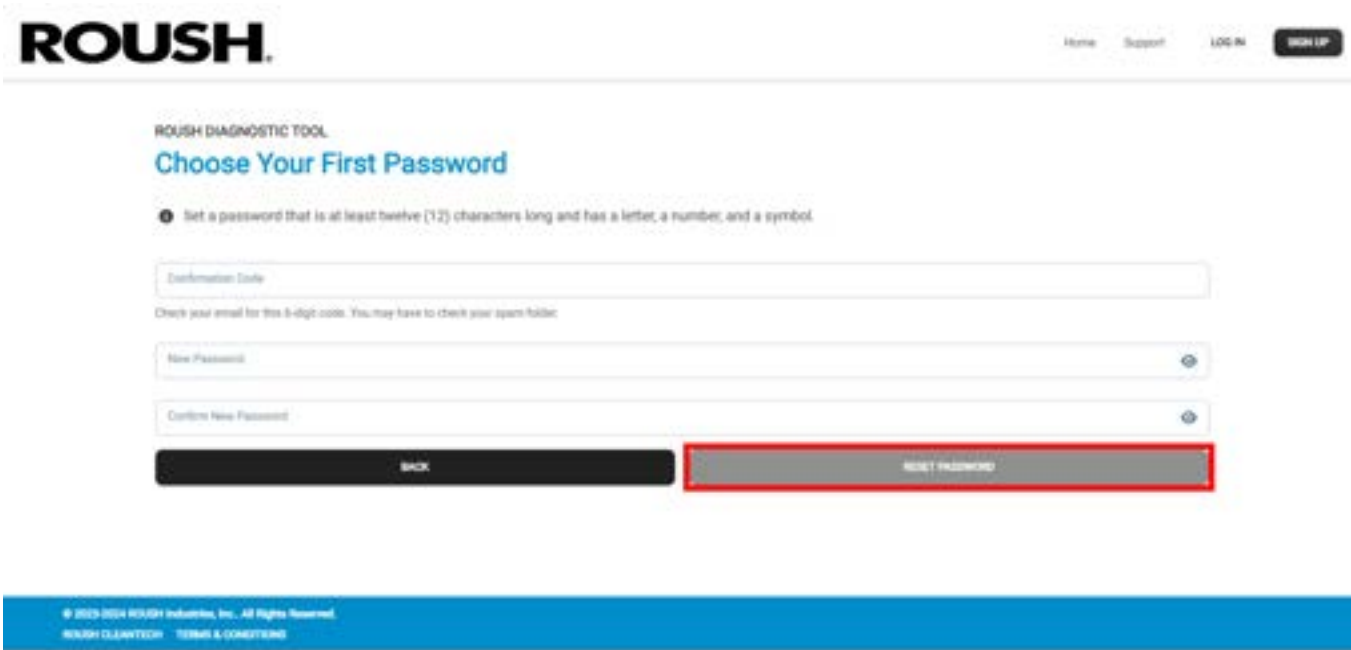 ROUSH.
Home Support LOG IN SIGN UP
ROUSH DIAGNOSTIC TOOL
Choose Your First Password
Set a password that is at least twelve (12) characters long and has a letter, a number, and a symbol.
Confirmation Code
Check your email for this 6-digit code. You may have to check your spam folder.
New Password
Confirm New Password
BACK RESET PASSWORD
© 2023-2024 ROUSH Industries, Inc.. All Rights Reserved.
ROUSH CLEANTECH TERMS & CONDITIONS